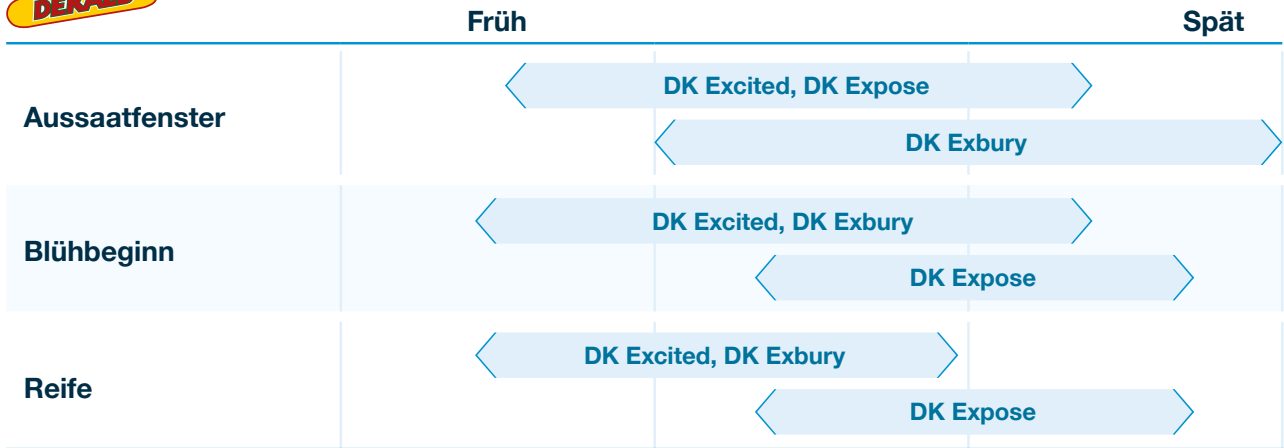 DEKALB
Früh Spät
Aussaatfenster
DK Excited, DK Expose
DK Exbury
Blühbeginn
DK Excited, DK Exbury
DK Expose
Reife
DK Excited, DK Exbury
DK Expose